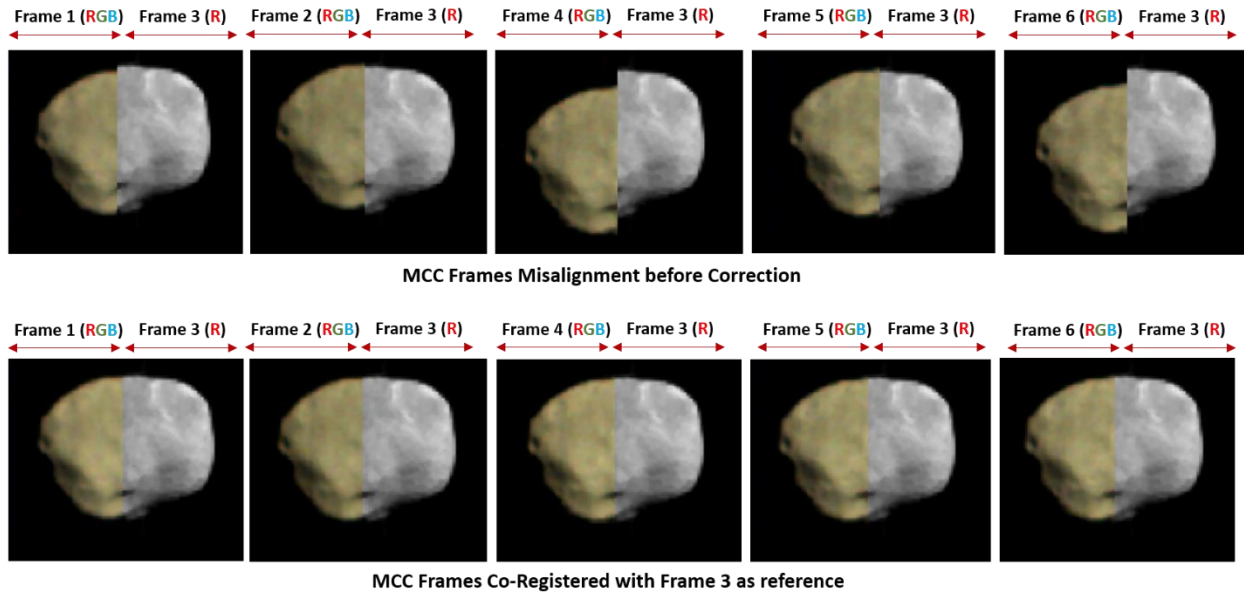 Frame 1 (RGB) Frame 3 (R) Frame 2 (RGB) Frame 3 (R) Frame 4 (RGB) Frame 3 (R) Frame 5 (RGB) Frame 3 (R) Frame 6 (RGB) Frame 3 (R)
MCC Frames Misalignment before Correction
Frame 1 (RGB) Frame 3 (R) Frame 2 (RGB) Frame 3 (R) Frame 4 (RGB) Frame 3 (R) Frame 5 (RGB) Frame 3 (R) Frame 6 (RGB) Frame 3 (R)
MCC Frames Co-Registered with Frame 3 as reference